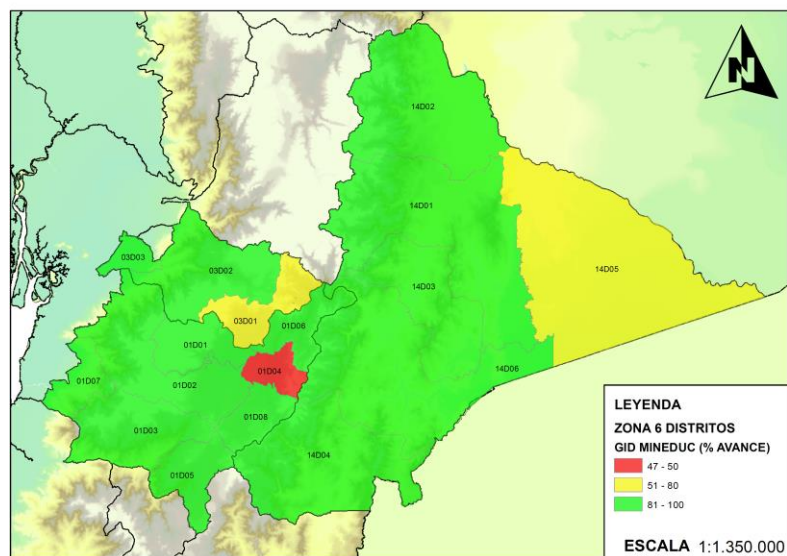 N
14D02
14D01
14D05
03D03
03D02
14D03
03D01
01D06
01D01
01D04
14D06
01D07
01D02
01D08
01D03
14D04
01D05
LEYENDA
ZONA 6 DISTRITOS
GID MINEDUC (% AVANCE)
47 - 50
51 - 80
81 - 100
ESCALA 1:1.350.000